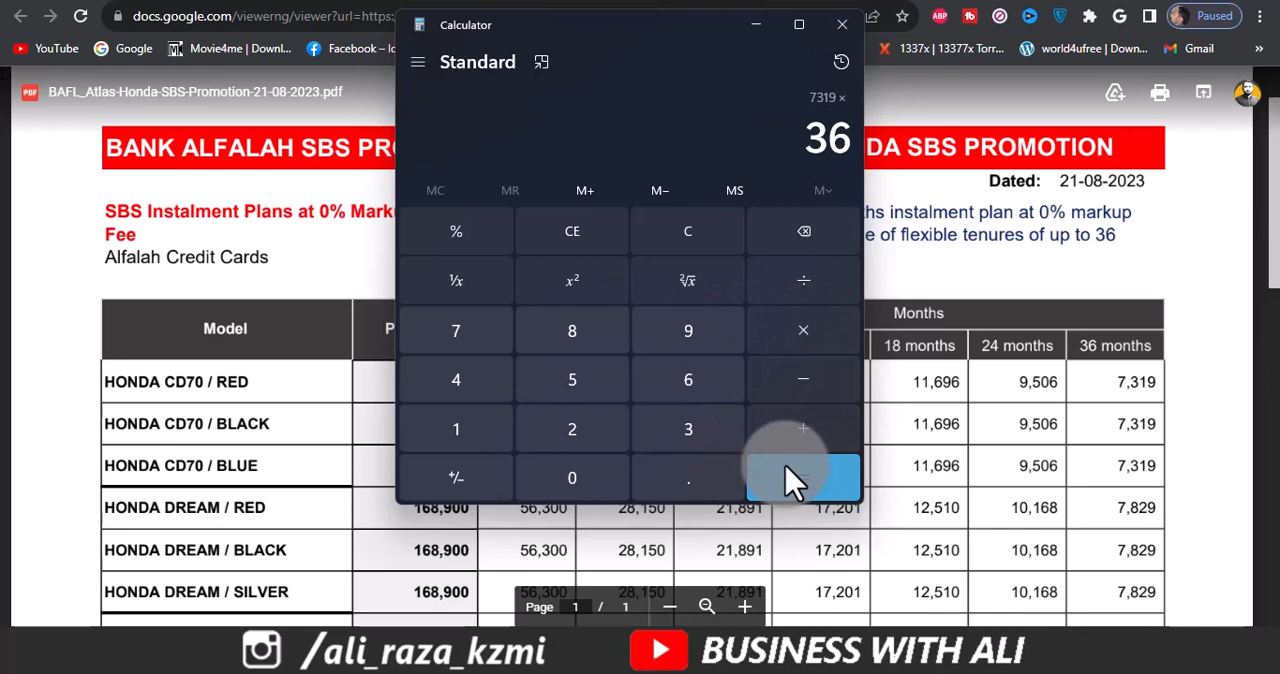 docs.google.com/viewerng/viewer?url=https:
Paused
YouTube
Google
Movie4me | Downl...
Facebook – lo
1337x | 13377x Torr...
world4ufree | Down...
Gmail
»
PDF
BAFL_Atlas-Honda-SBS-Promotion-21-08-2023.pdf
Calculator
Standard
7319 ×
36
MC MR M+ M− MS M˅
% CE C
¹/x x² ²√x ÷
7 8 9 ×
4 5 6 −
1 2 3 +
+/− 0 .
BANK ALFALAH SBS PR
DA SBS PROMOTION
Dated: 21-08-2023
SBS Instalment Plans at 0% Mark
hs instalment plan at 0% markup
Fee
e of flexible tenures of up to 36
Alfalah Credit Cards
Model P Months
18 months 24 months 36 months
HONDA CD70 / RED 11,696 9,506 7,319
HONDA CD70 / BLACK 11,696 9,506 7,319
HONDA CD70 / BLUE 11,696 9,506 7,319
HONDA DREAM / RED 168,900 56,300 28,150 21,891 17,201 12,510 10,168 7,829
HONDA DREAM / BLACK 168,900 56,300 28,150 21,891 17,201 12,510 10,168 7,829
HONDA DREAM / SILVER 168,900 56,300 28,150 21,891 17,201 12,510 10,168 7,829
Page 1 / 1
/ali_raza_kzmi
BUSINESS WITH ALI